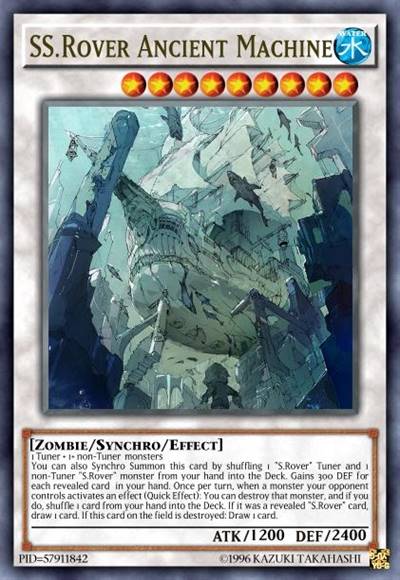 SS.Rover Ancient Machine
WATER
水
[Zombie/Synchro/Effect]
1 Tuner + 1+ non-Tuner monsters
You can also Synchro Summon this card by shuffling 1 "S.Rover" Tuner and 1
non-Tuner "S.Rover" monster from your hand into the Deck. Gains 300 DEF for
each revealed card in your hand. Once per turn, when a monster your opponent
controls activates an effect (Quick Effect): You can destroy that monster, and if you
do, shuffle 1 card from your hand into the Deck. If it was a revealed "S.Rover" card,
draw 1 card. If this card on the field is destroyed: Draw 1 card.
ATK/1200 DEF/2400
PID=57911842 ©1996 KAZUKI TAKAHASHI